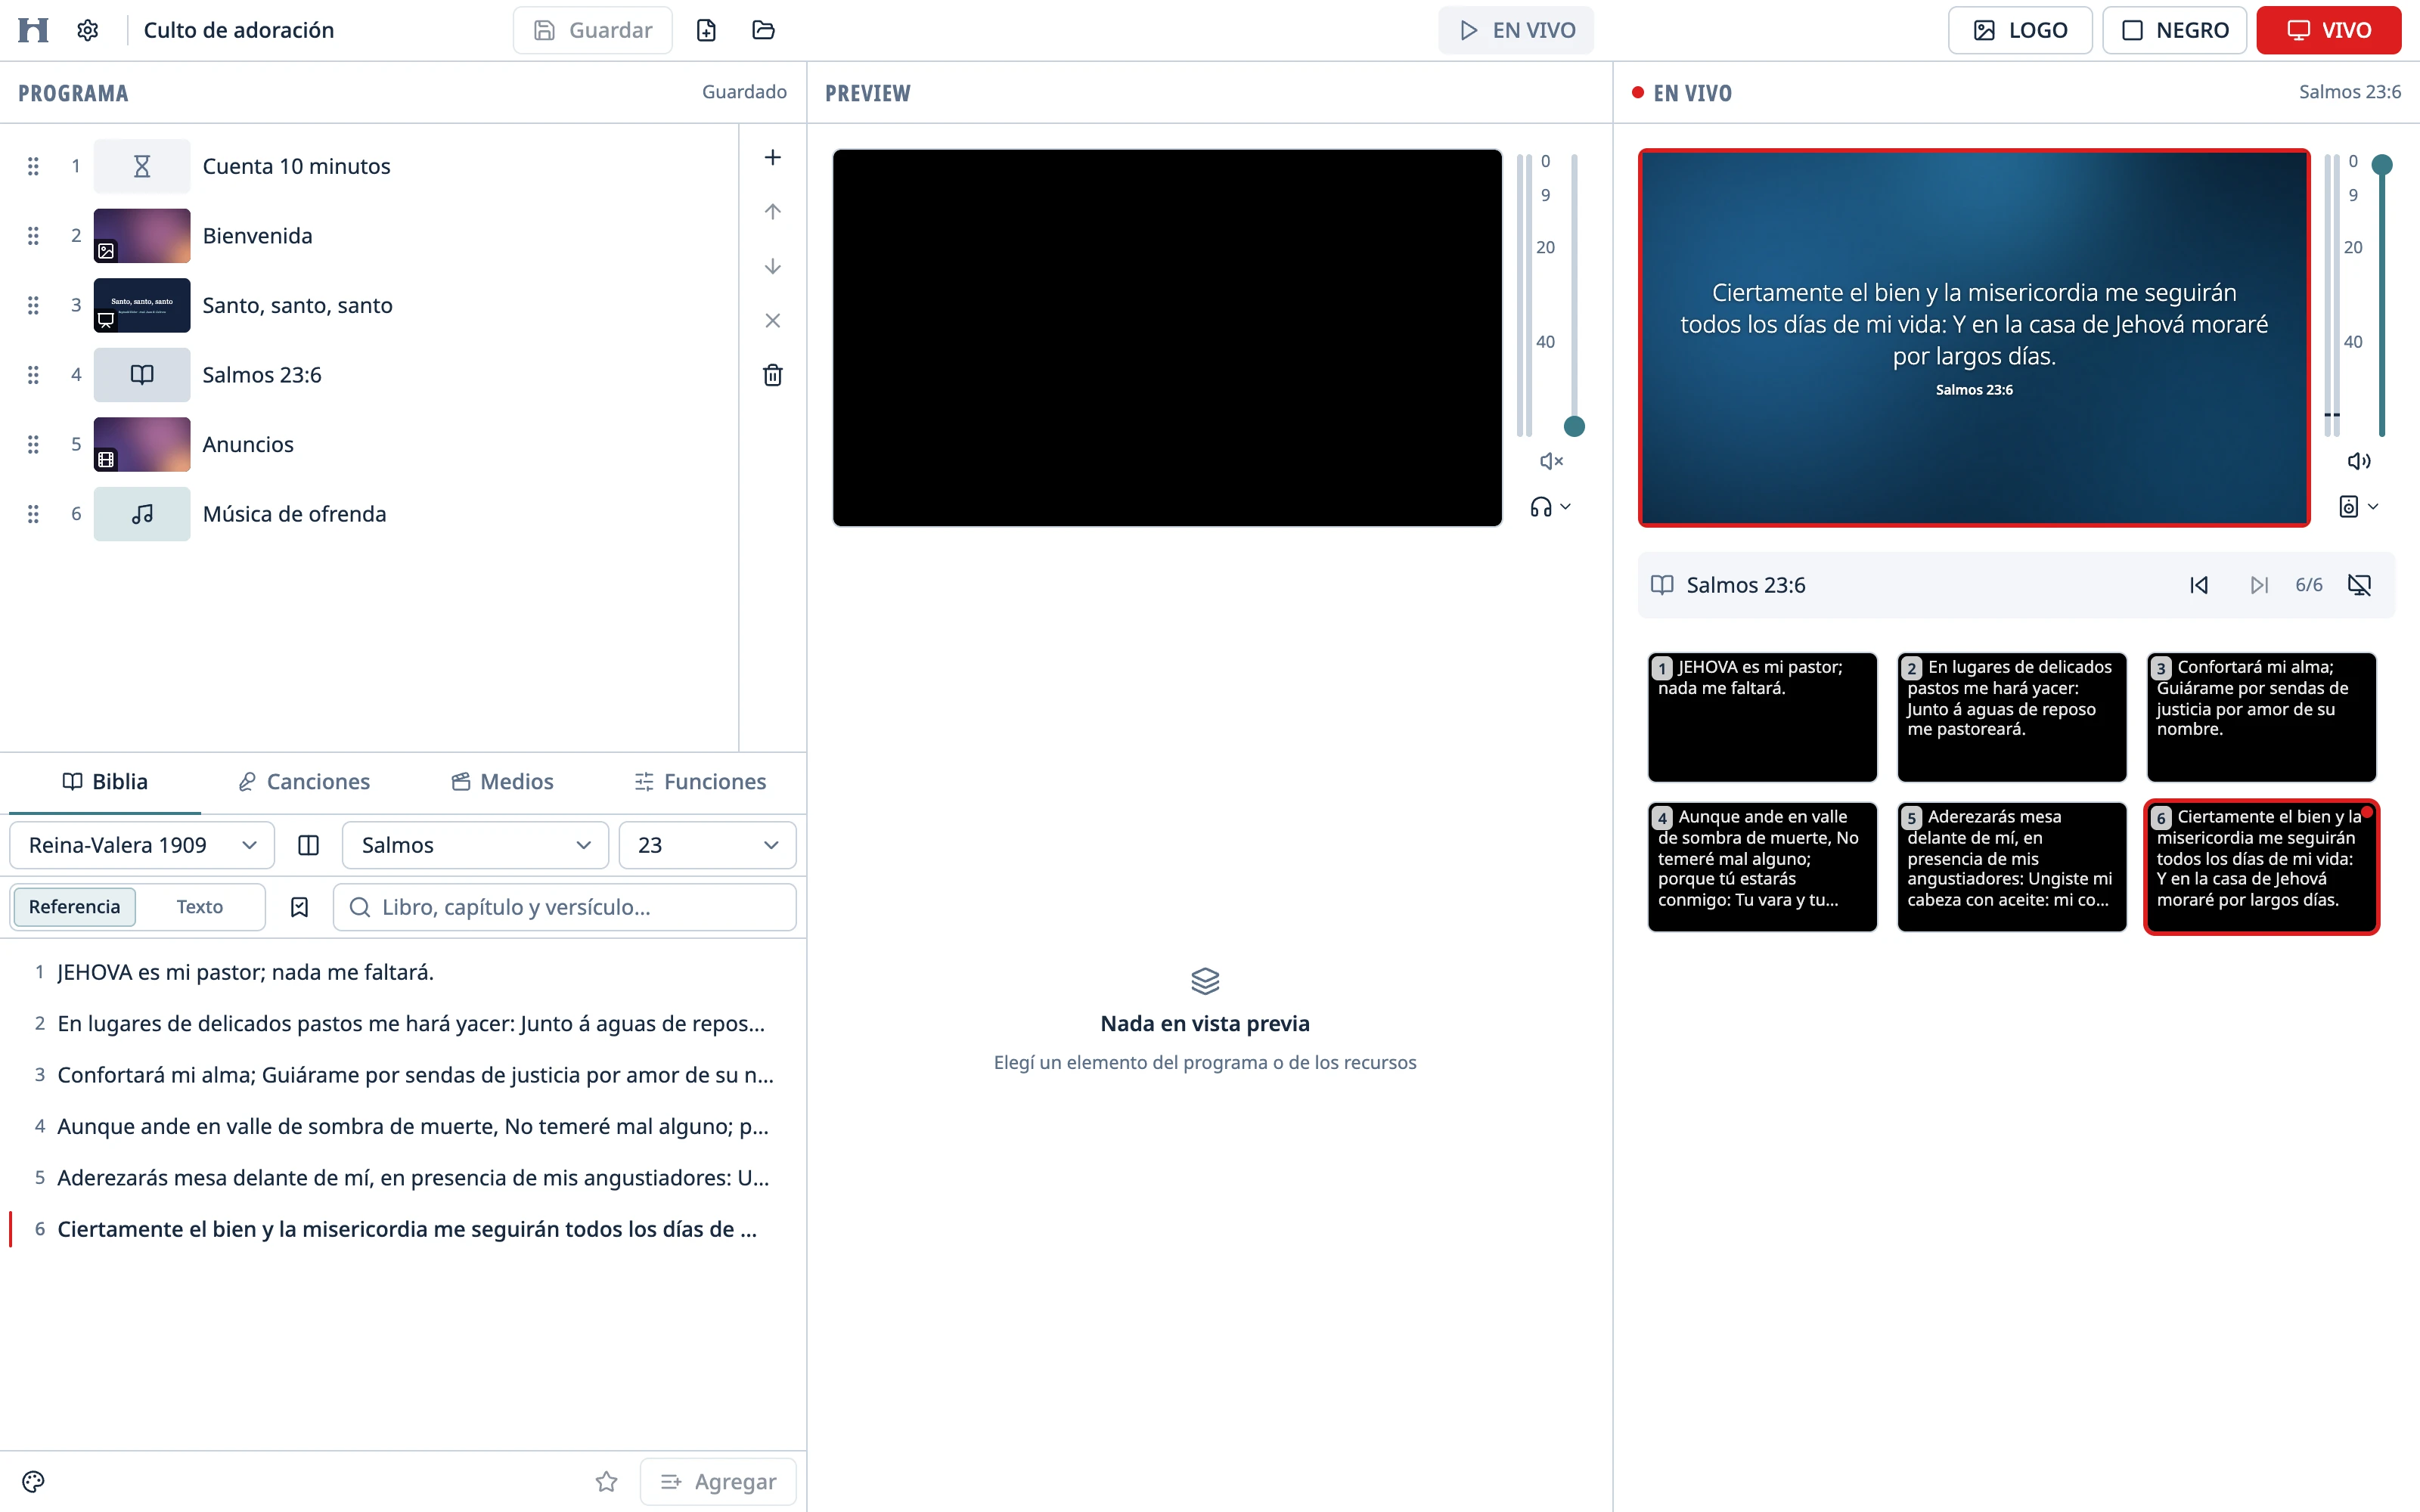 Culto de adoración
Guardar
EN VIVO
LOGO
NEGRO
VIVO
PROGRAMA
Guardado
PREVIEW
EN VIVO
Salmos 23:6
1 Cuenta 10 minutos
2 Bienvenida
3 Santo, santo, santo
Santo, santo, santo
4 Salmos 23:6
5 Anuncios
6 Música de ofrenda
0
9
20
40
Ciertamente el bien y la misericordia me seguirán
todos los días de mi vida: Y en la casa de Jehová moraré
por largos días.
Salmos 23:6
0
9
20
40
Salmos 23:6
6/6
1 JEHOVA es mi pastor;
nada me faltará.
2 En lugares de delicados
pastos me hará yacer:
Junto á aguas de reposo
me pastoreará.
3 Confortará mi alma;
Guiárame por sendas de
justicia por amor de su
nombre.
4 Aunque ande en valle
de sombra de muerte, No
temeré mal alguno;
porque tú estarás
conmigo: Tu vara y tu...
5 Aderezarás mesa
delante de mí, en
presencia de mis
angustiadores: Ungiste mi
cabeza con aceite: mi co...
6 Ciertamente el bien y la
misericordia me seguirán
todos los días de mi vida:
Y en la casa de Jehová
moraré por largos días.
Biblia
Canciones
Medios
Funciones
Reina-Valera 1909
Salmos
23
Referencia
Texto
Libro, capítulo y versículo...
1 JEHOVA es mi pastor; nada me faltará.
2 En lugares de delicados pastos me hará yacer: Junto á aguas de repos...
3 Confortará mi alma; Guiárame por sendas de justicia por amor de su n...
4 Aunque ande en valle de sombra de muerte, No temeré mal alguno; p...
5 Aderezarás mesa delante de mí, en presencia de mis angustiadores: U...
6 Ciertamente el bien y la misericordia me seguirán todos los días de ...
Nada en vista previa
Elegí un elemento del programa o de los recursos
Agregar